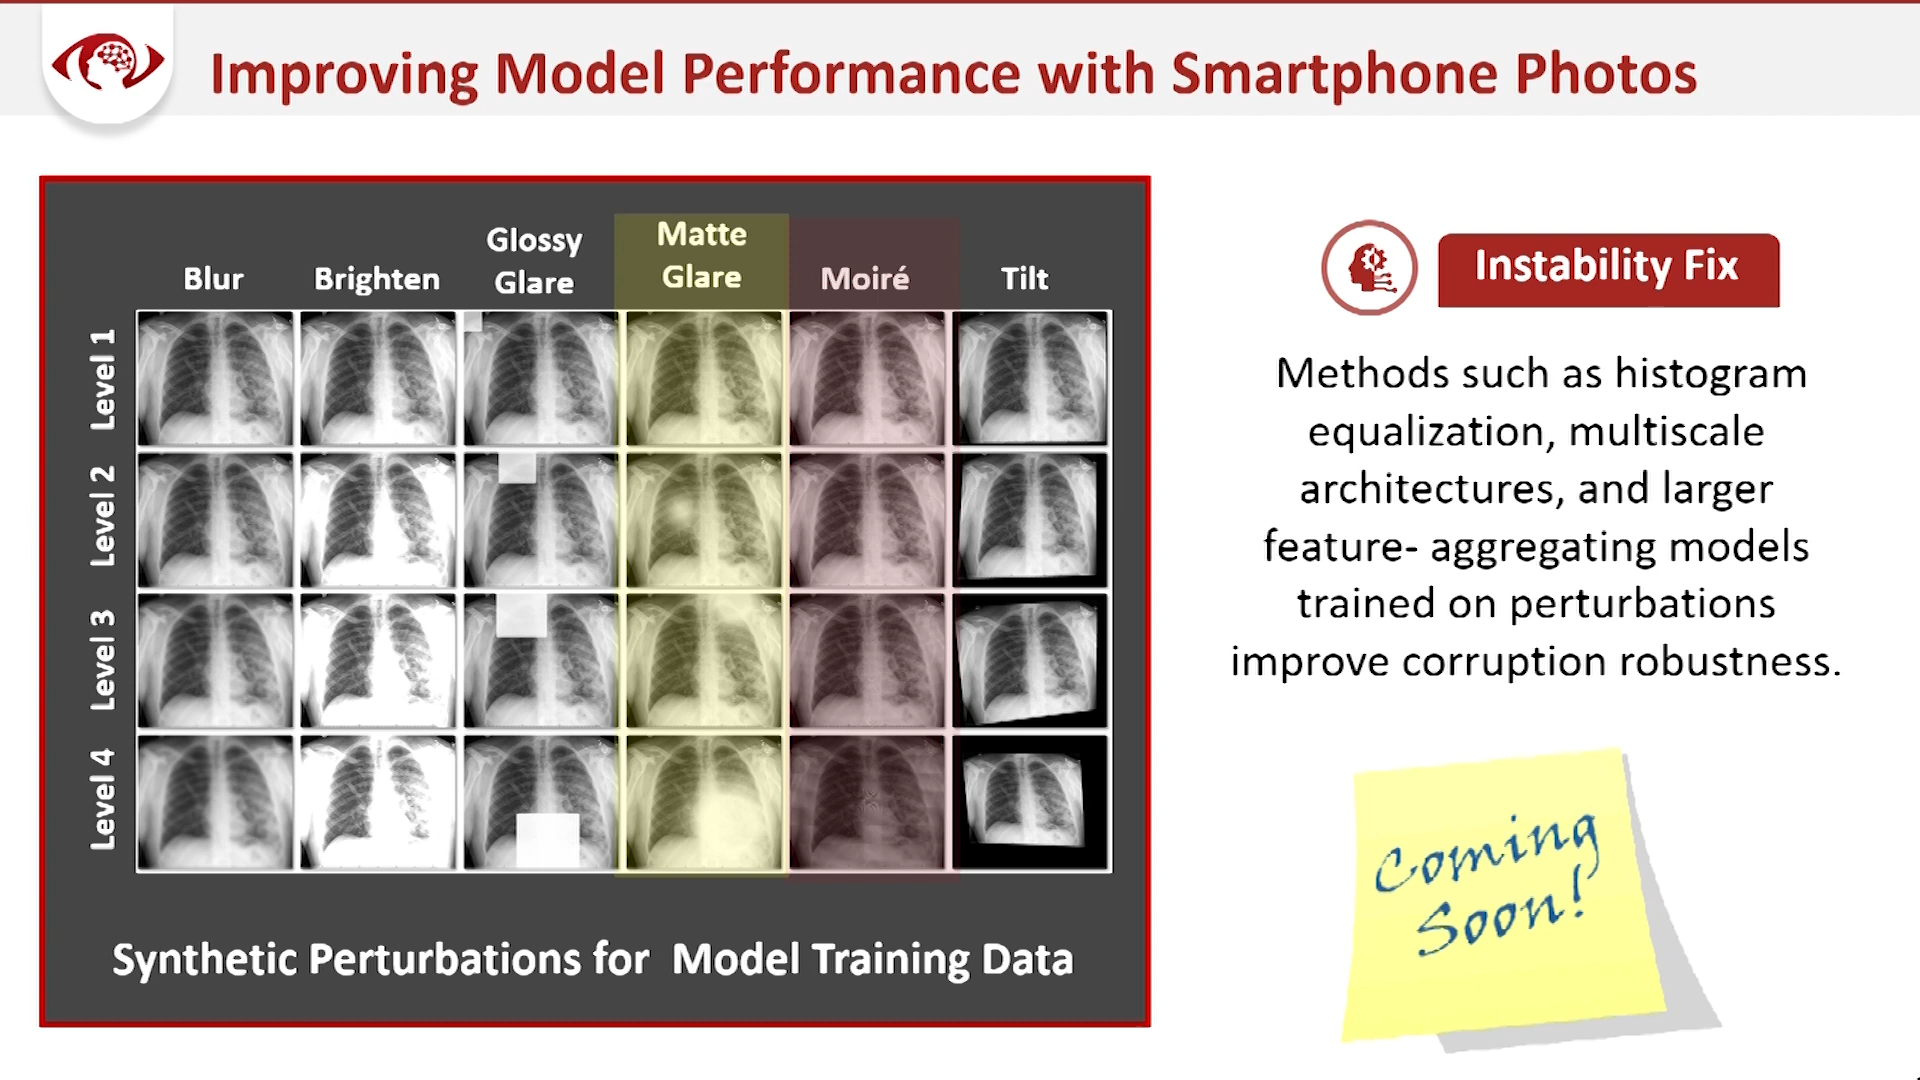 Improving Model Performance with Smartphone Photos
Blur
Brighten
Glossy
Glare
Matte
Glare
Moiré
Tilt
Level 1
Level 2
Level 3
Level 4
Synthetic Perturbations for Model Training Data
Instability Fix
Methods such as histogram
equalization, multiscale
architectures, and larger
feature- aggregating models
trained on perturbations
improve corruption robustness.
Coming
Soon!